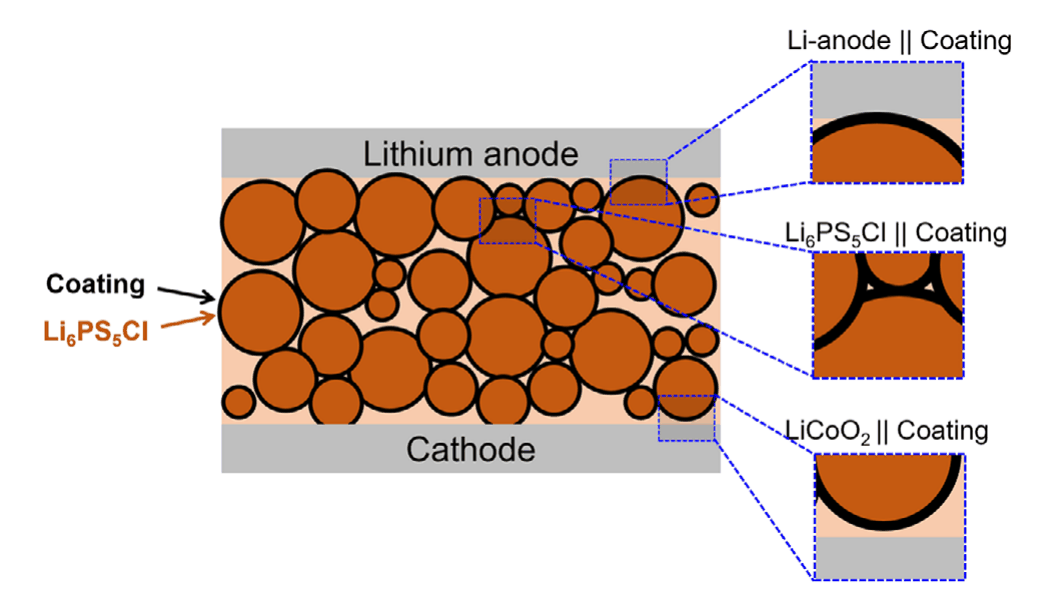 Li-anode || Coating
Lithium anode
Li₆PS₅Cl || Coating
Coating
Li₆PS₅Cl
LiCoO₂ || Coating
Cathode